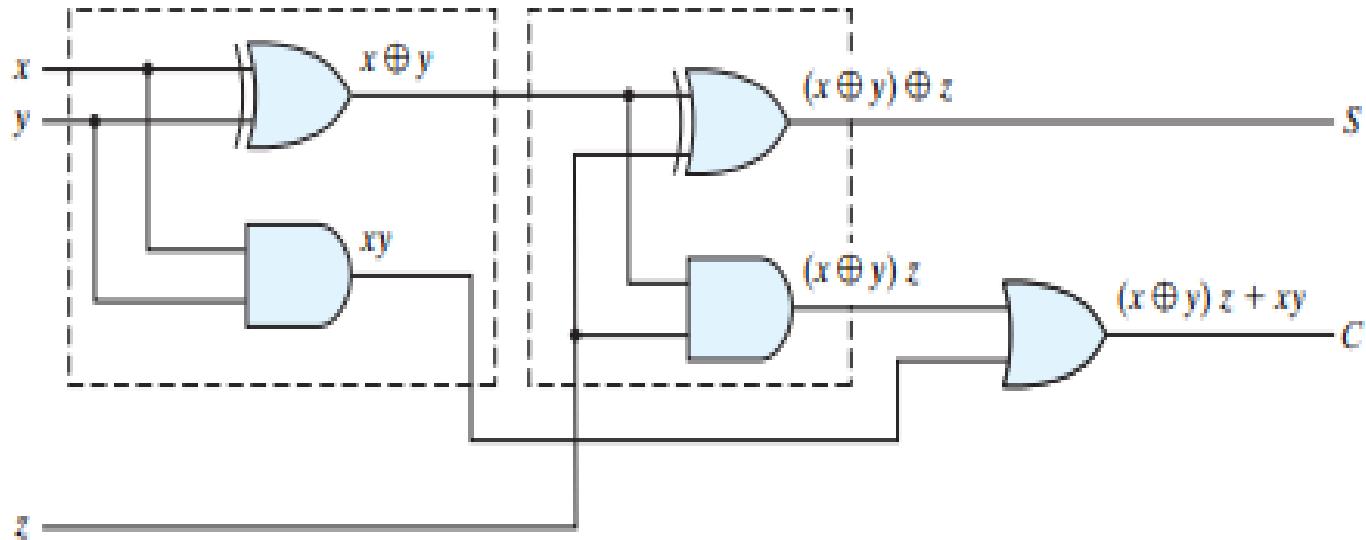 x
y
x ⊕ y
(x ⊕ y) ⊕ z
S
xy
(x ⊕ y) z
(x ⊕ y) z + xy
C
z